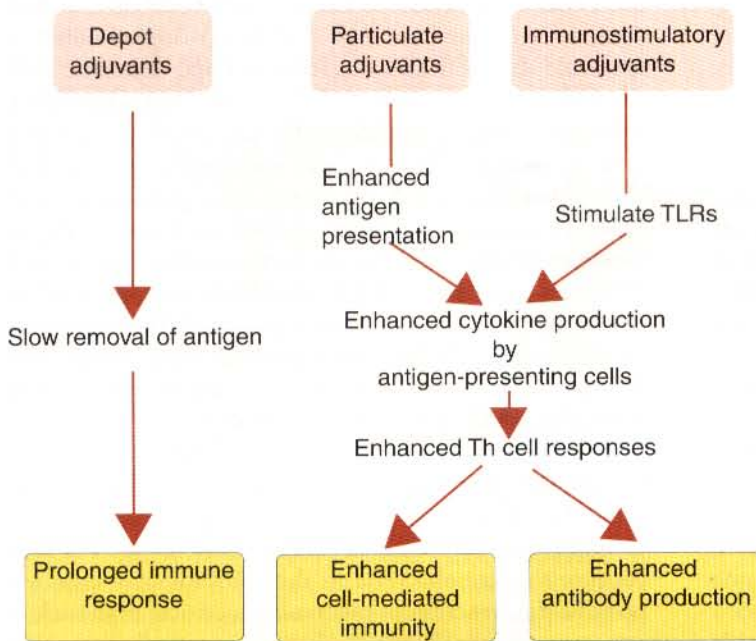 Depot
adjuvants
Particulate
adjuvants
Immunostimulatory
adjuvants
Enhanced
antigen
presentation
Stimulate TLRs
Slow removal of antigen
Enhanced cytokine production
by
antigen-presenting cells
Enhanced Th cell responses
Prolonged immune
response
Enhanced
cell-mediated
immunity
Enhanced
antibody production